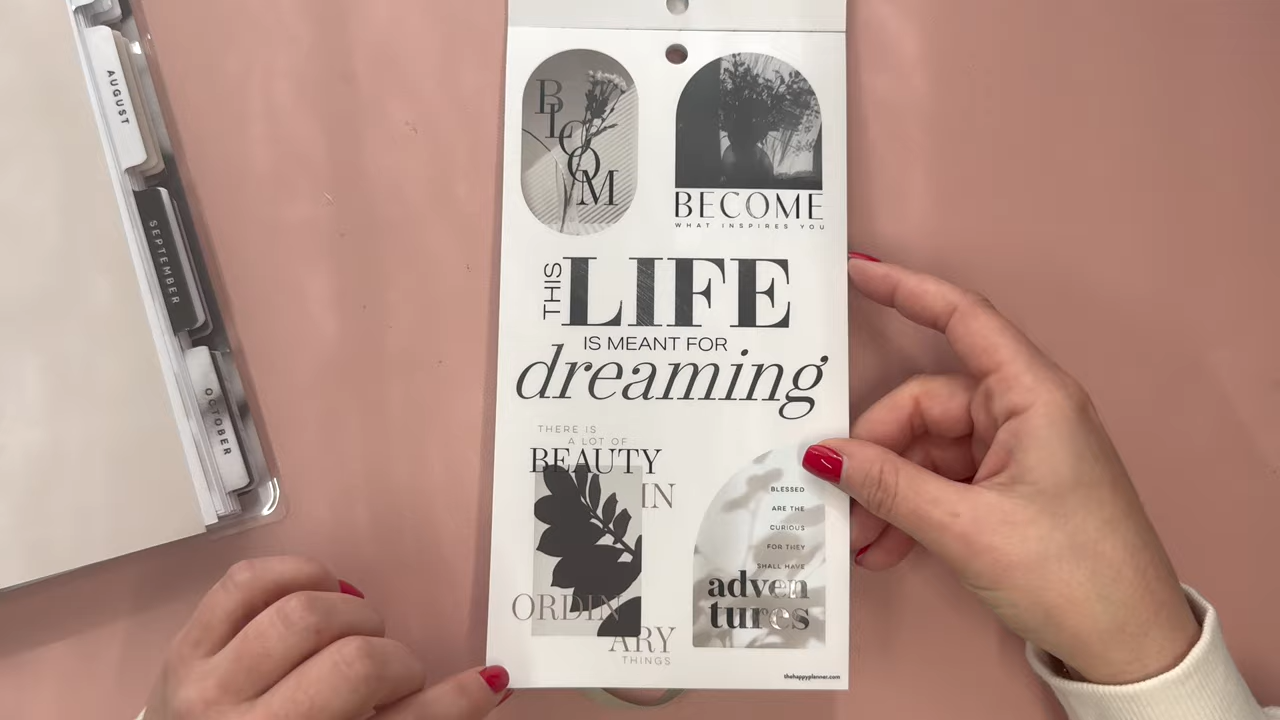 AUGUST
SEPTEMBER
OCTOBER
BLOOM
BECOME
WHAT INSPIRES YOU
THIS
LIFE
IS MEANT FOR
dreaming
THERE IS
A LOT OF
BEAUTY
IN
ORDIN
ARY
THINGS
BLESSED
ARE THE
CURIOUS
FOR THEY
SHALL HAVE
adven
tures
thehappyplanner.com